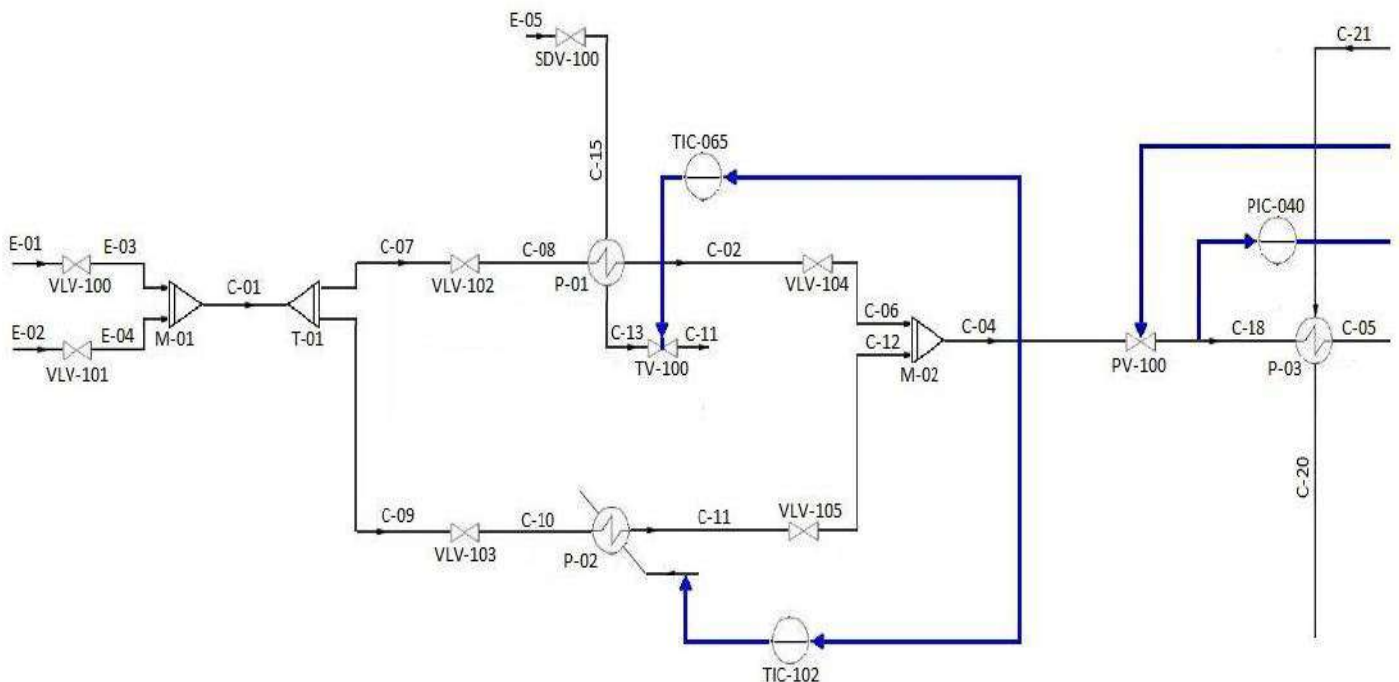 E-05
C-21
SDV-100
TIC-065
C-15
PIC-040
E-01
E-03
C-07
C-08
C-02
VLV-100
VLV-102
P-01
VLV-104
C-01
C-06
C-04
C-18
C-05
E-02
E-04
M-01
T-01
C-13
C-11
C-12
VLV-101
TV-100
M-02
PV-100
P-03
C-20
C-09
C-10
C-11
VLV-105
VLV-103
P-02
TIC-102